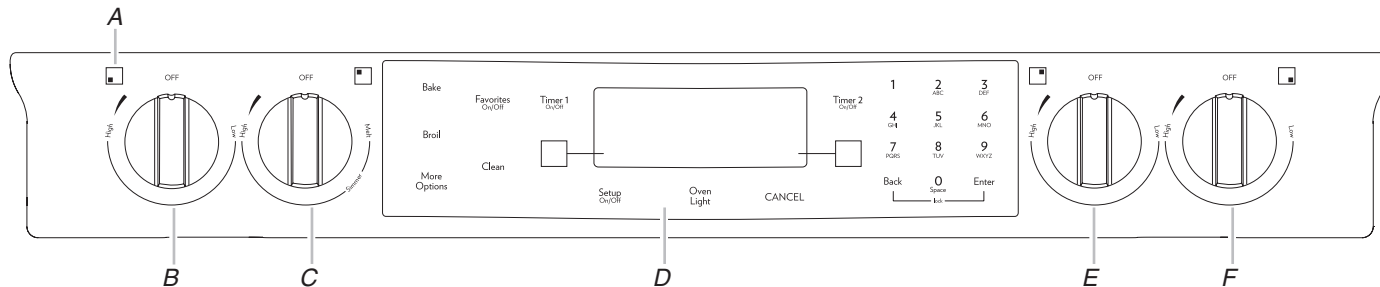 A
OFF
High
Low
OFF
High
Melt
Simmer
Bake
Broil
More
Options
Favorites
On/Off
Clean
Timer 1
On/Off
Timer 2
On/Off
Setup
On/Off
Oven
Light
CANCEL
1
2
ABC
3
DEF
4
GHI
5
JKL
6
MNO
7
PQRS
8
TUV
9
WXYZ
Back
0
Space
Enter
lock
OFF
High
Low
OFF
High
Low
B
C
D
E
F